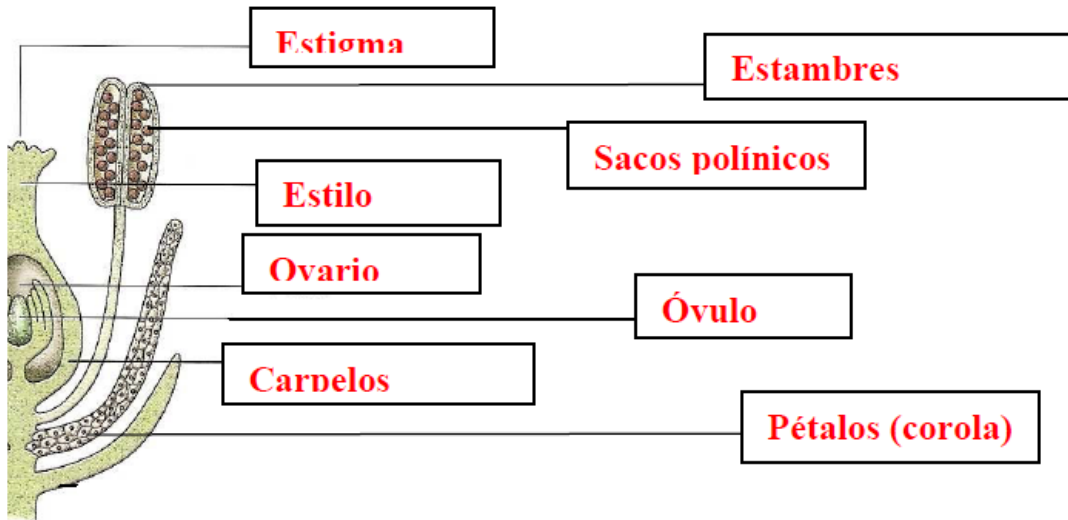 Estigma
Estambres
Sacos polínicos
Estilo
Ovario
Óvulo
Carpelos
Pétalos (corola)